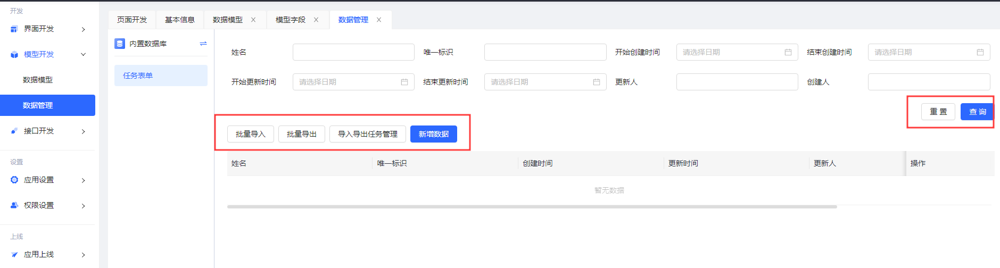 开发
界面开发
模型开发
数据模型
数据管理
接口开发
设置
应用设置
权限设置
上线
应用上线
页面开发 基本信息 数据模型 模型字段 数据管理
内置数据库
任务表单
姓名 唯一标识 开始创建时间 请选择日期 结束创建时间 请选择日期
开始更新时间 请选择日期 结束更新时间 请选择日期 更新人 创建人
重置 查询
批量导入 批量导出 导入导出任务管理 新增数据
姓名 唯一标识 创建时间 更新时间 更新人 操作
暂无数据